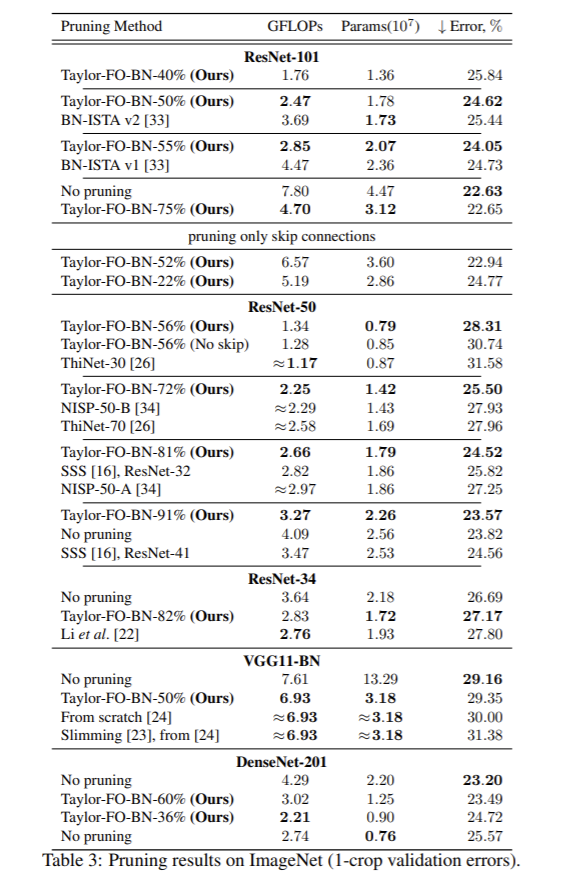 Pruning Method GFLOPs Params(10⁷) ↓ Error, %
ResNet-101
Taylor-FO-BN-40% (Ours) 1.76 1.36 25.84
Taylor-FO-BN-50% (Ours) 2.47 1.78 24.62
BN-ISTA v2 [33] 3.69 1.73 25.44
Taylor-FO-BN-55% (Ours) 2.85 2.07 24.05
BN-ISTA v1 [33] 4.47 2.36 24.73
No pruning 7.80 4.47 22.63
Taylor-FO-BN-75% (Ours) 4.70 3.12 22.65
pruning only skip connections
Taylor-FO-BN-52% (Ours) 6.57 3.60 22.94
Taylor-FO-BN-22% (Ours) 5.19 2.86 24.77
ResNet-50
Taylor-FO-BN-56% (Ours) 1.34 0.79 28.31
Taylor-FO-BN-56% (No skip) 1.28 0.85 30.74
ThiNet-30 [26] ≈1.17 0.87 31.58
Taylor-FO-BN-72% (Ours) 2.25 1.42 25.50
NISP-50-B [34] ≈2.29 1.43 27.93
ThiNet-70 [26] ≈2.58 1.69 27.96
Taylor-FO-BN-81% (Ours) 2.66 1.79 24.52
SSS [16], ResNet-32 2.82 1.86 25.82
NISP-50-A [34] ≈2.97 1.86 27.25
Taylor-FO-BN-91% (Ours) 3.27 2.26 23.57
No pruning 4.09 2.56 23.82
SSS [16], ResNet-41 3.47 2.53 24.56
ResNet-34
No pruning 3.64 2.18 26.69
Taylor-FO-BN-82% (Ours) 2.83 1.72 27.17
Li et al. [22] 2.76 1.93 27.80
VGG11-BN
No pruning 7.61 13.29 29.16
Taylor-FO-BN-50% (Ours) 6.93 3.18 29.35
From scratch [24] ≈6.93 ≈3.18 30.00
Slimming [23], from [24] ≈6.93 ≈3.18 31.38
DenseNet-201
No pruning 4.29 2.20 23.20
Taylor-FO-BN-60% (Ours) 3.02 1.25 23.49
Taylor-FO-BN-36% (Ours) 2.21 0.90 24.72
No pruning 2.74 0.76 25.57
Table 3: Pruning results on ImageNet (1-crop validation errors).